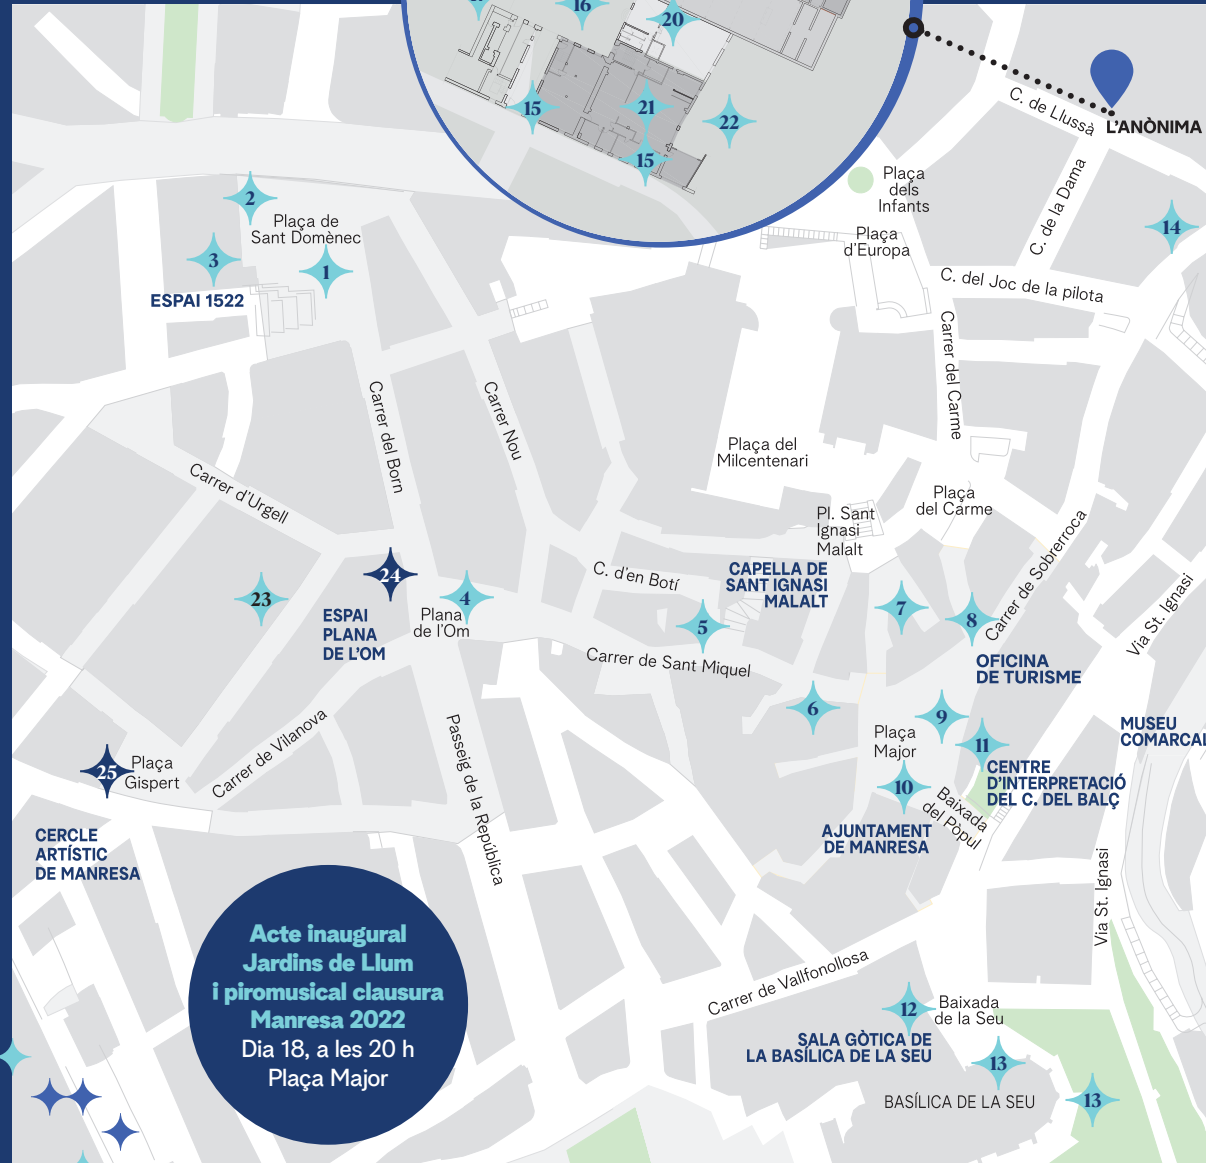 16
20
15
21
22
15
C. de Llussà
L'ANÒNIMA
Plaça
dels
Infants
C. de la Dama
14
Plaça
d'Europa
2
Plaça de
Sant Domènec
3
1
ESPAI 1522
C. del Joc de la pilota
Carrer del Carme
Carrer del Born
Carrer Nou
Plaça del
Milcentenari
Carrer d'Urgell
Plaça
del Carme
Pl. Sant
Ignasi
Malalt
Carrer de Sobrerroca
CAPELLA DE
SANT IGNASI
MALALT
C. d'en Botí
24
23
4
Plana
de l'Om
ESPAI
PLANA
DE L'OM
5
7
8
Via St. Ignasi
OFICINA
DE TURISME
Carrer de Sant Miquel
6
9
Plaça
Major
11
MUSEU
COMARCAL
CENTRE
D'INTERPRETACIÓ
DEL C. DEL BALÇ
10
Baixada
del Pòpul
AJUNTAMENT
DE MANRESA
Carrer de Vilanova
Passeig de la República
25
Plaça
Gispert
CERCLE
ARTÍSTIC
DE MANRESA
Via St. Ignasi
Acte inaugural
Jardins de Llum
i piromusical clausura
Manresa 2022
Dia 18, a les 20 h
Plaça Major
Carrer de Vallfonollosa
12
Baixada
de la Seu
SALA GÒTICA DE
LA BASÍLICA DE LA SEU
13
BASÍLICA DE LA SEU
13